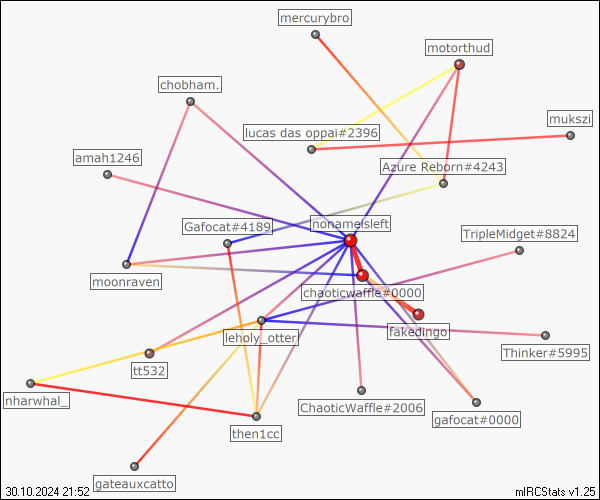 mercurybro
motorthud
chobham.
mukszi
lucas das oppai#2396
amah1246
Azure Reborn#4243
nonameisleft
Gafocat#4189
TripleMidget#8824
moonraven
chaoticwaffle#0000
fakedingo
leholy_otter
Thinker#5995
tt532
nharwhal_
ChaoticWaffle#2006
gafocat#0000
then1cc
gateauxcatto
30.10.2024 21:52
mIRCStats v1.25